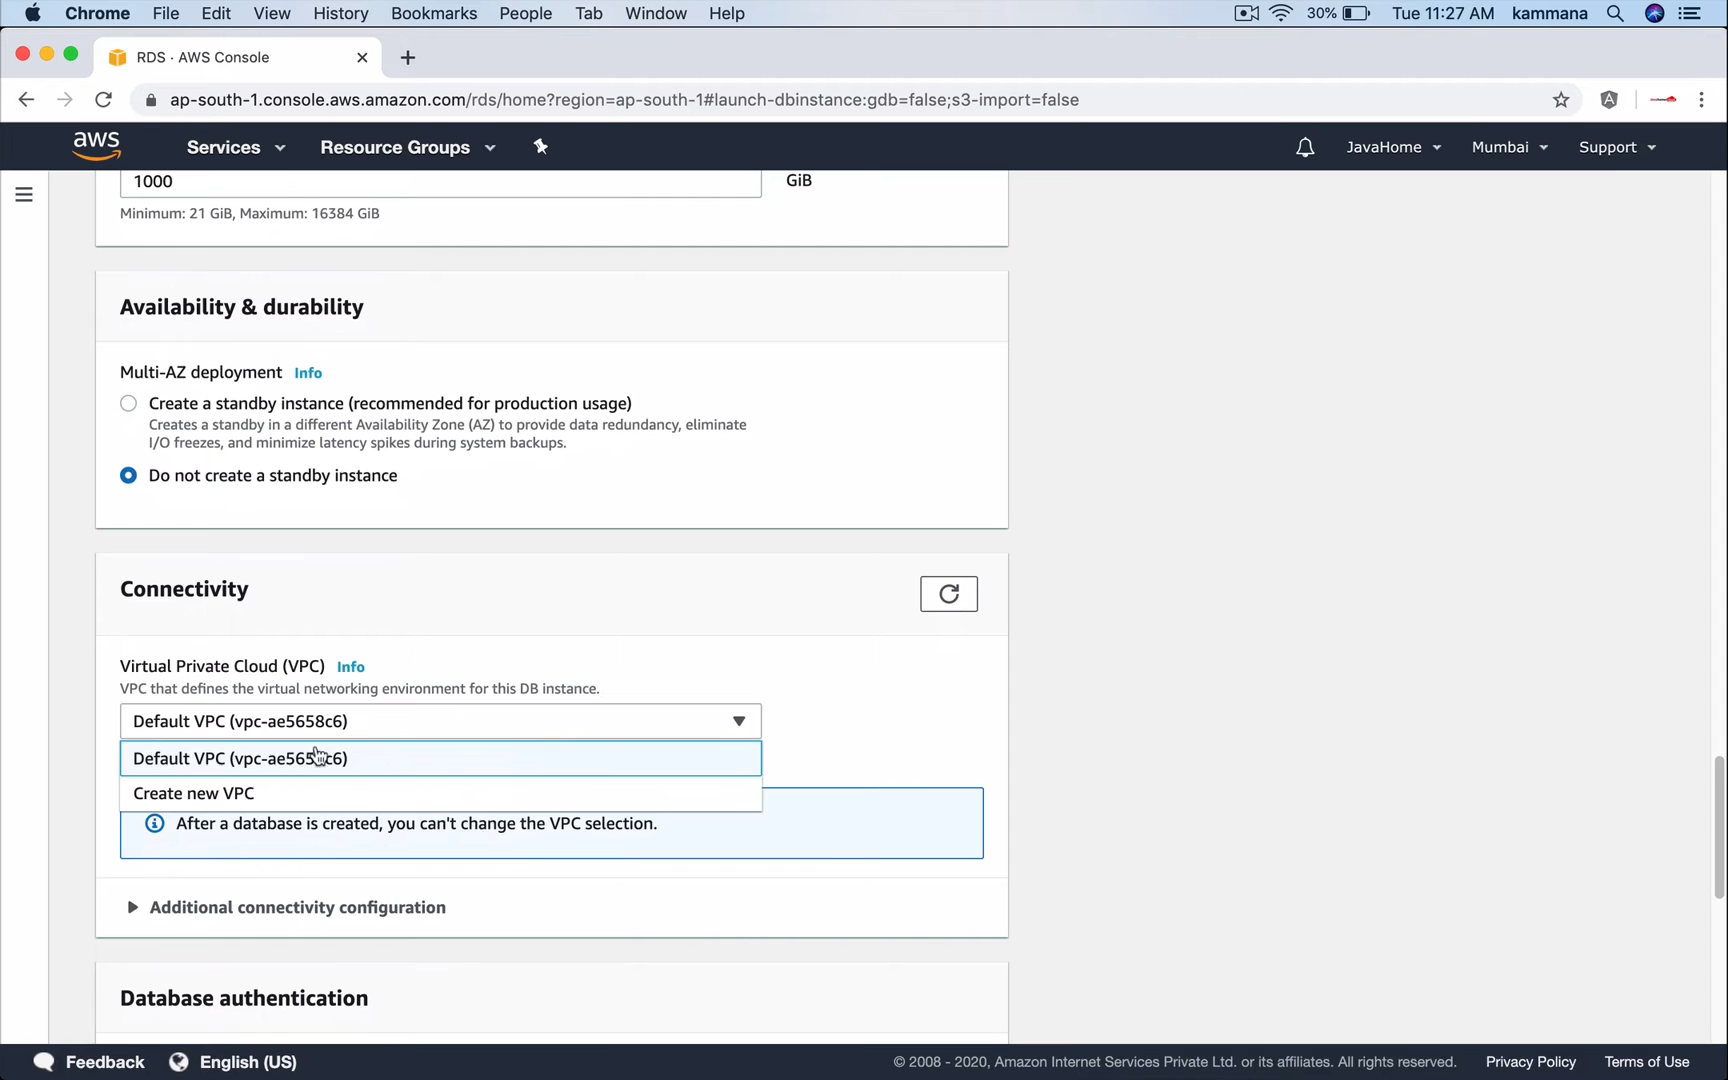 Chrome File Edit View History Bookmarks People Tab Window Help 30% Tue 11:27 AM kammana
RDS · AWS Console
ap-south-1.console.aws.amazon.com/rds/home?region=ap-south-1#launch-dbinstance:gdb=false;s3-import=false
aws Services Resource Groups JavaHome Mumbai Support
1000 GiB
Minimum: 21 GiB, Maximum: 16384 GiB
Availability & durability
Multi-AZ deployment Info
Create a standby instance (recommended for production usage)
Creates a standby in a different Availability Zone (AZ) to provide data redundancy, eliminate
I/O freezes, and minimize latency spikes during system backups.
Do not create a standby instance
Connectivity
Virtual Private Cloud (VPC) Info
VPC that defines the virtual networking environment for this DB instance.
Default VPC (vpc-ae5658c6)
Default VPC (vpc-ae5658c6)
Create new VPC
After a database is created, you can't change the VPC selection.
Additional connectivity configuration
Database authentication
Feedback English (US) © 2008 - 2020, Amazon Internet Services Private Ltd. or its affiliates. All rights reserved. Privacy Policy Terms of Use